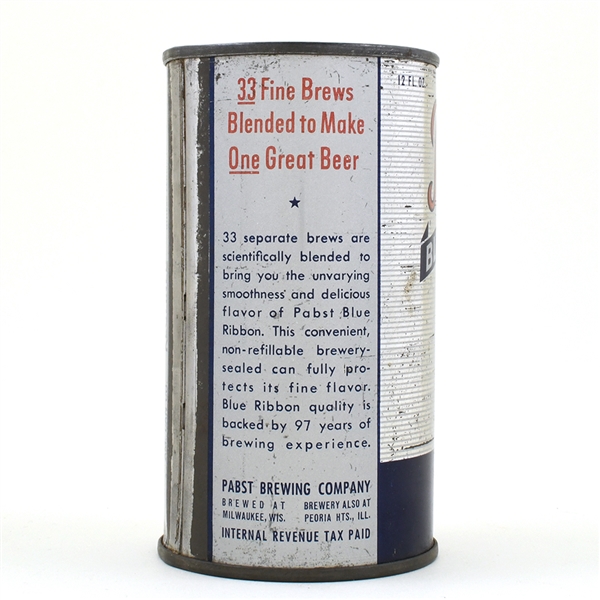 33 Fine Brews
Blended to Make
One Great Beer
33 separate brews are
scientifically blended to
bring you the unvarying
smoothness and delicious
flavor of Pabst Blue
Ribbon. This convenient,
non-refillable brewery-
sealed can fully pro-
tects its fine flavor.
Blue Ribbon quality is
backed by 97 years of
brewing experience.
PABST BREWING COMPANY
BREWED AT BREWERY ALSO AT
MILWAUKEE, WIS. PEORIA HTS., ILL.
INTERNAL REVENUE TAX PAID
12 FL. OZ.